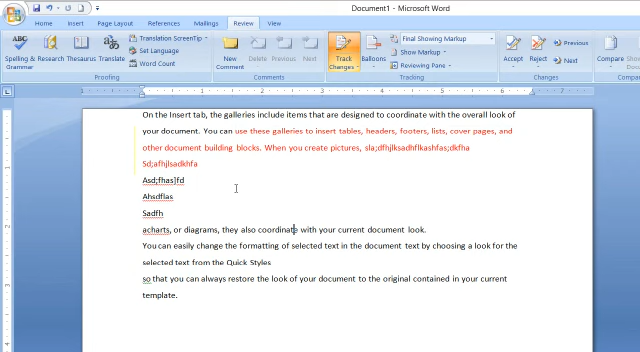 Document1 - Microsoft Word
Home Insert Page Layout References Mailings Review View
Spelling & Grammar
Research
Thesaurus
Translate
Translation ScreenTip
Set Language
Word Count
Proofing
New Comment
Delete
Previous
Next
Comments
Track Changes
Balloons
Final Showing Markup
Show Markup
Reviewing Pane
Tracking
Accept
Reject
Previous
Next
Changes
Compare
On the Insert tab, the galleries include items that are designed to coordinate with the overall look of
your document. You can use these galleries to insert tables, headers, footers, lists, cover pages, and
other document building blocks. When you create pictures, sla;dfhjlksadhflkashfas;dkfha
Sd;afhjlsadkhfa
Asd;fhas]fd
Ahsdflas
Sadfh
acharts, or diagrams, they also coordinate with your current document look.
You can easily change the formatting of selected text in the document text by choosing a look for the
selected text from the Quick Styles
so that you can always restore the look of your document to the original contained in your current
template.